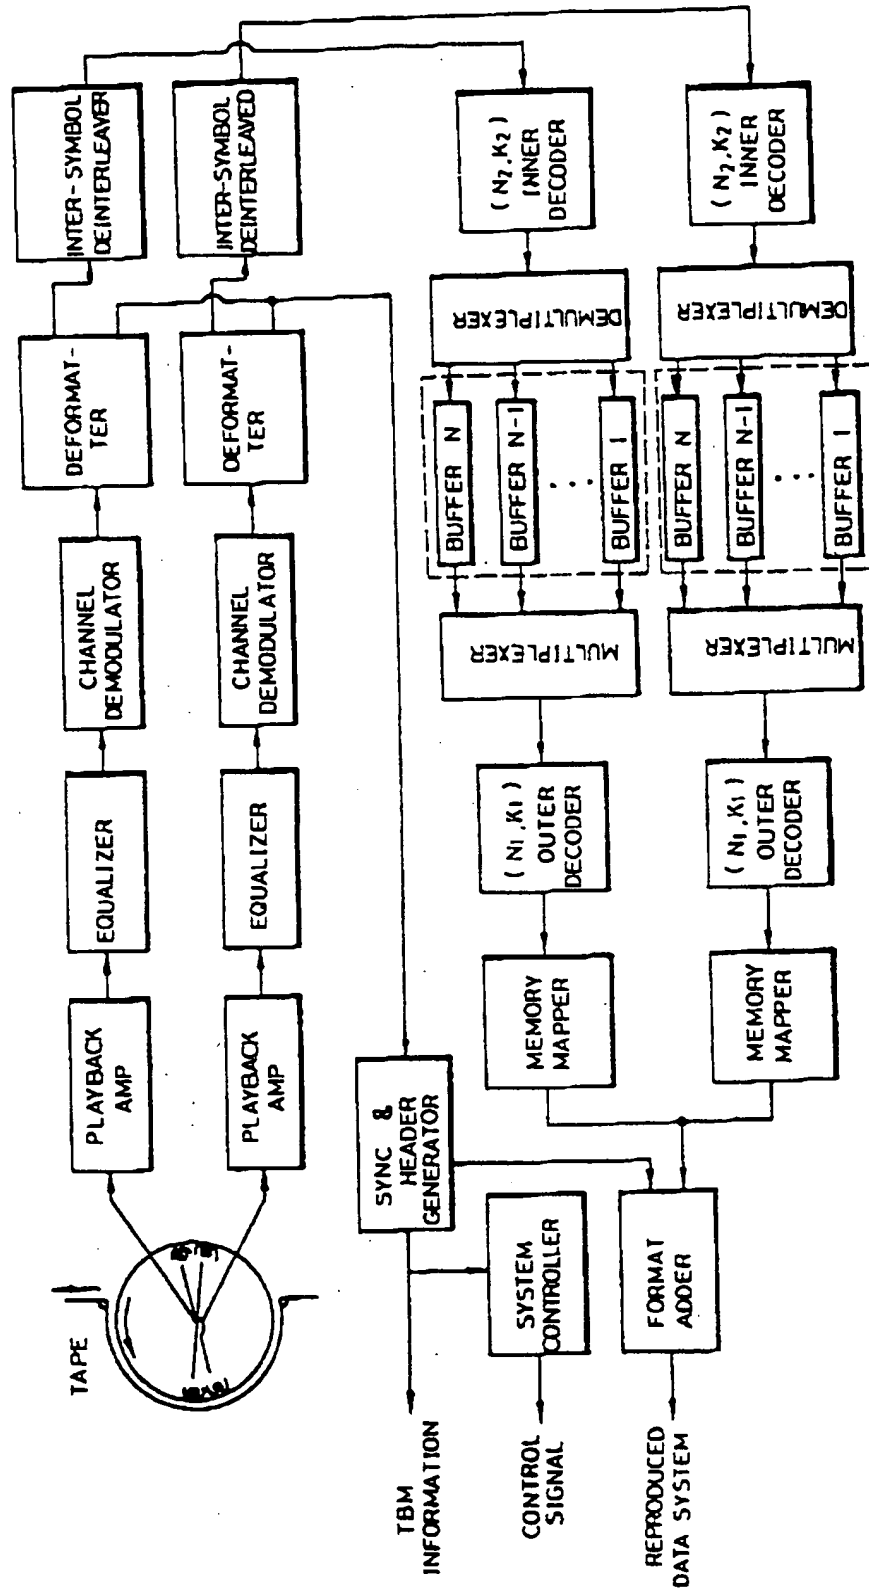 TAPE
PLAYBACK
AMP
EQUALIZER
CHANNEL
DEMODULATOR
DEFORMAT-
TER
INTER-SYMBOL
DEINTERLEAVER
PLAYBACK
AMP
EQUALIZER
CHANNEL
DEMODULATOR
DEFORMAT-
TER
INTER-SYMBOL
DEINTERLEAVED
TBM
INFORMATION
SYNC &
HEADER
GENERATOR
CONTROL
SIGNAL
SYSTEM
CONTROLLER
REPRODUCED
DATA SYSTEM
FORMAT
ADDER
MEMORY
MAPPER
(N1,K1)
OUTER
DECODER
MULTIPLEXER
BUFFER N
BUFFER N-1
...
BUFFER 1
DEMULTIPLEXER
(N2,K2)
INNER
DECODER
MEMORY
MAPPER
(N1,K1)
OUTER
DECODER
MULTIPLEXER
BUFFER N
BUFFER N-1
...
BUFFER 1
DEMULTIPLEXER
(N2,K2)
INNER
DECODER